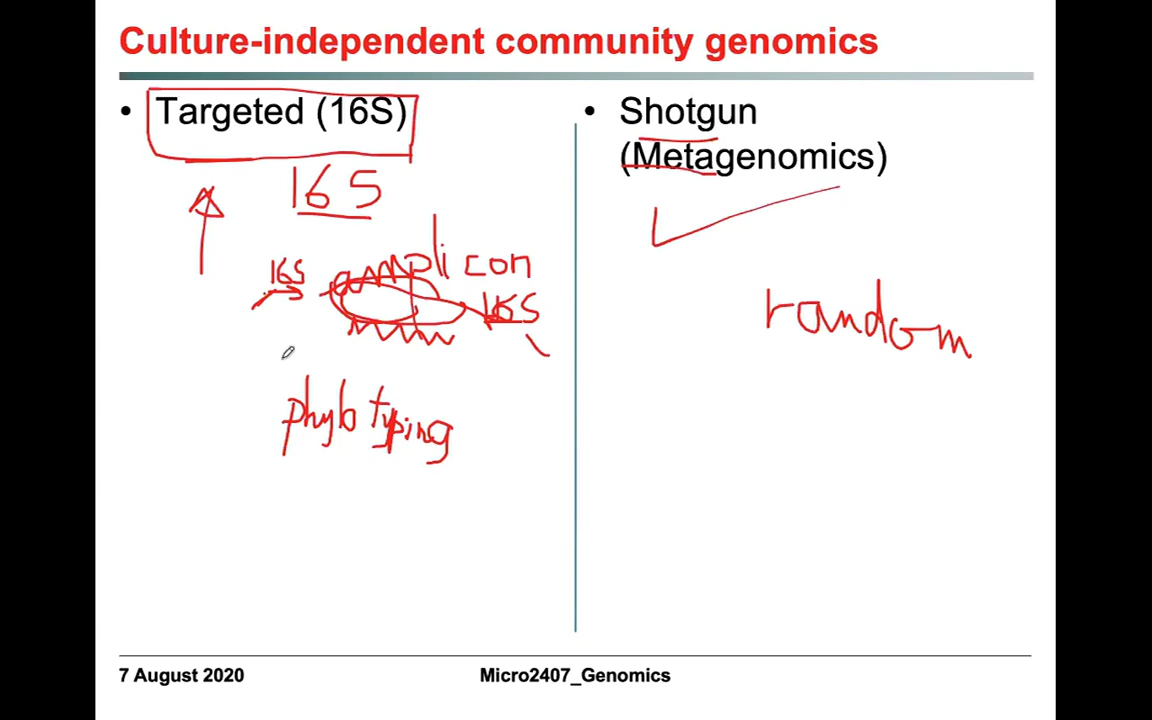 Culture-independent community genomics
• Targeted (16S)
16S
amplicon
16S
16S
phylotyping
• Shotgun
(Metagenomics)
random
7 August 2020
Micro2407_Genomics